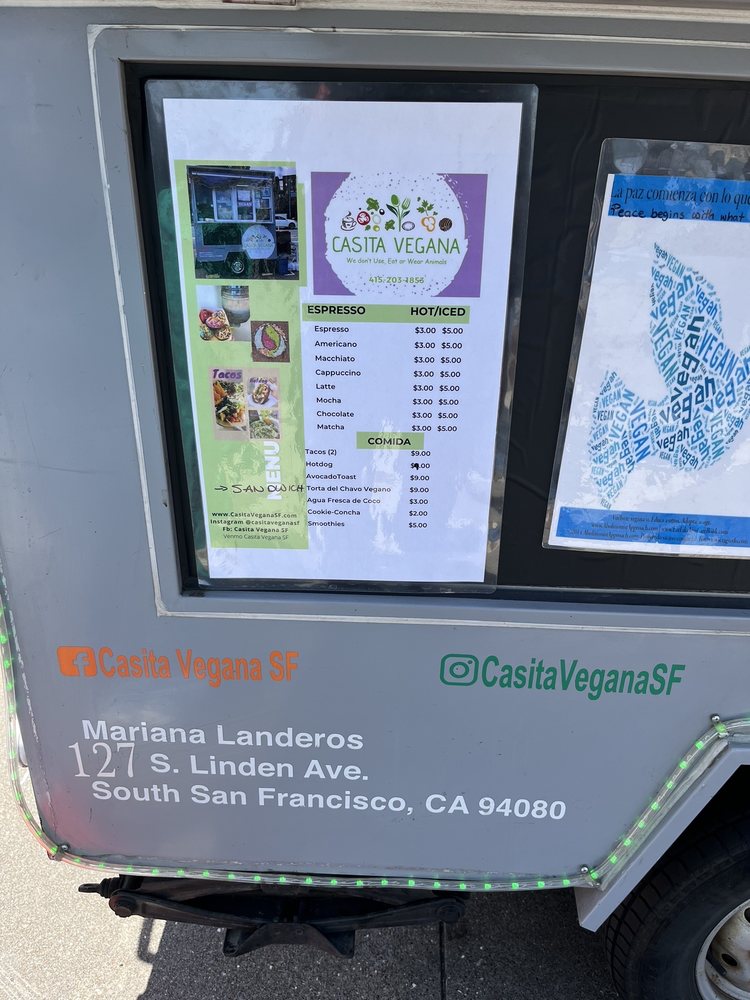 CASITA VEGANA
We don't Use, Eat or Wear Animals
415-203-1853
ESPRESSO HOT/ICED
Espresso $3.00 $5.00
Americano $3.00 $5.00
Macchiato $3.00 $5.00
Cappuccino $3.00 $5.00
Latte $3.00 $5.00
Mocha $3.00 $5.00
Chocolate $3.00 $5.00
Matcha $3.00 $5.00
COMIDA
Tacos (2) $9.00
Hotdog
AvocadoToast $9.00
Torta del Chavo Vegano $9.00
Agua Fresca de Coco $3.00
Cookie-Concha $2.00
Smoothies $5.00
Tacos
MENU
→ SANDWICH
www.CasitaVeganaSF.com
Instagram @casitaveganasf
Fb: Casita Vegana SF
Venmo Casita Vegana SF
La paz comienza con lo que
Peace begins with what
vegan VEGAN
Casita Vegana SF
CasitaVeganaSF
Mariana Landeros
127 S. Linden Ave.
South San Francisco, CA 94080